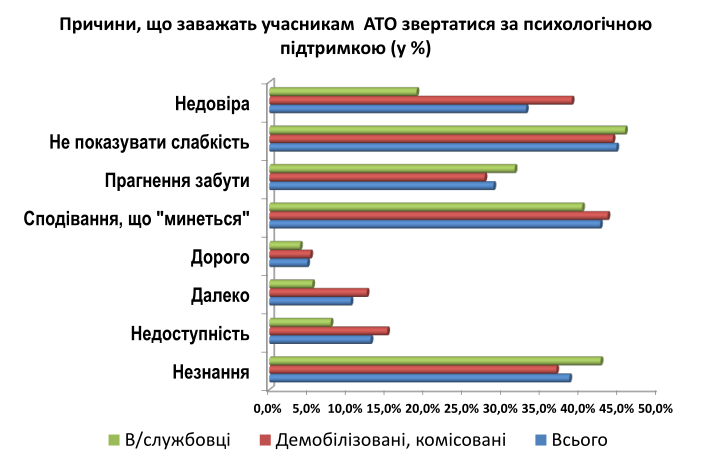 Причини, що заважать учасникам АТО звертатися за психологічною
підтримкою (у %)
Недовіра
Не показувати слабкість
Прагнення забути
Сподівання, що "минеться"
Дорого
Далеко
Недоступність
Незнання
0,0% 5,0% 10,0% 15,0% 20,0% 25,0% 30,0% 35,0% 40,0% 45,0% 50,0%
В/службовці Демобілізовані, комісовані Всього